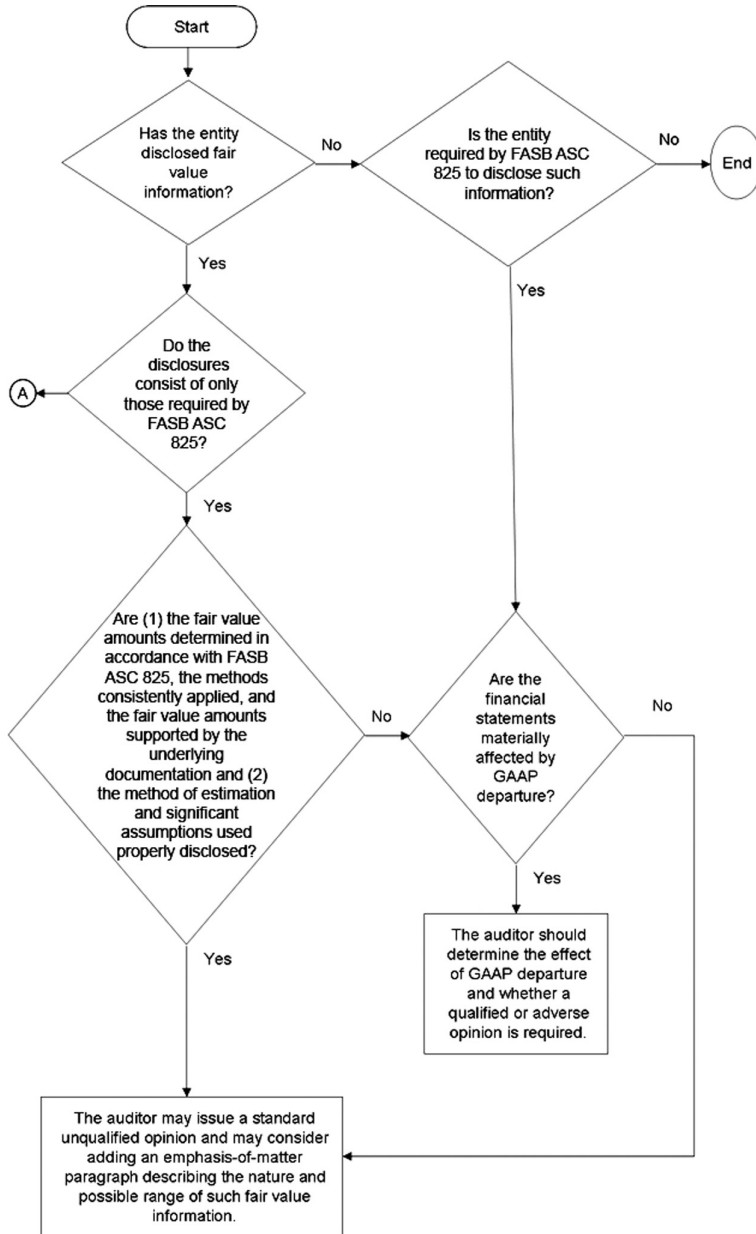 Start
Has the entity
disclosed fair
value
information?
No
Is the entity
required by FASB ASC
825 to disclose such
information?
No
End
Yes
Yes
Do the
disclosures
consist of only
those required by
FASB ASC
825?
A
Yes
Are (1) the fair value
amounts determined in
accordance with FASB
ASC 825, the methods
consistently applied, and
the fair value amounts
supported by the
underlying
documentation and (2)
the method of estimation
and significant
assumptions used
properly disclosed?
No
Are the
financial
statements
materially
affected by
GAAP
departure?
No
Yes
Yes
The auditor should
determine the effect
of GAAP departure
and whether a
qualified or adverse
opinion is required.
The auditor may issue a standard
unqualified opinion and may consider
adding an emphasis-of-matter
paragraph describing the nature and
possible range of such fair value
information.